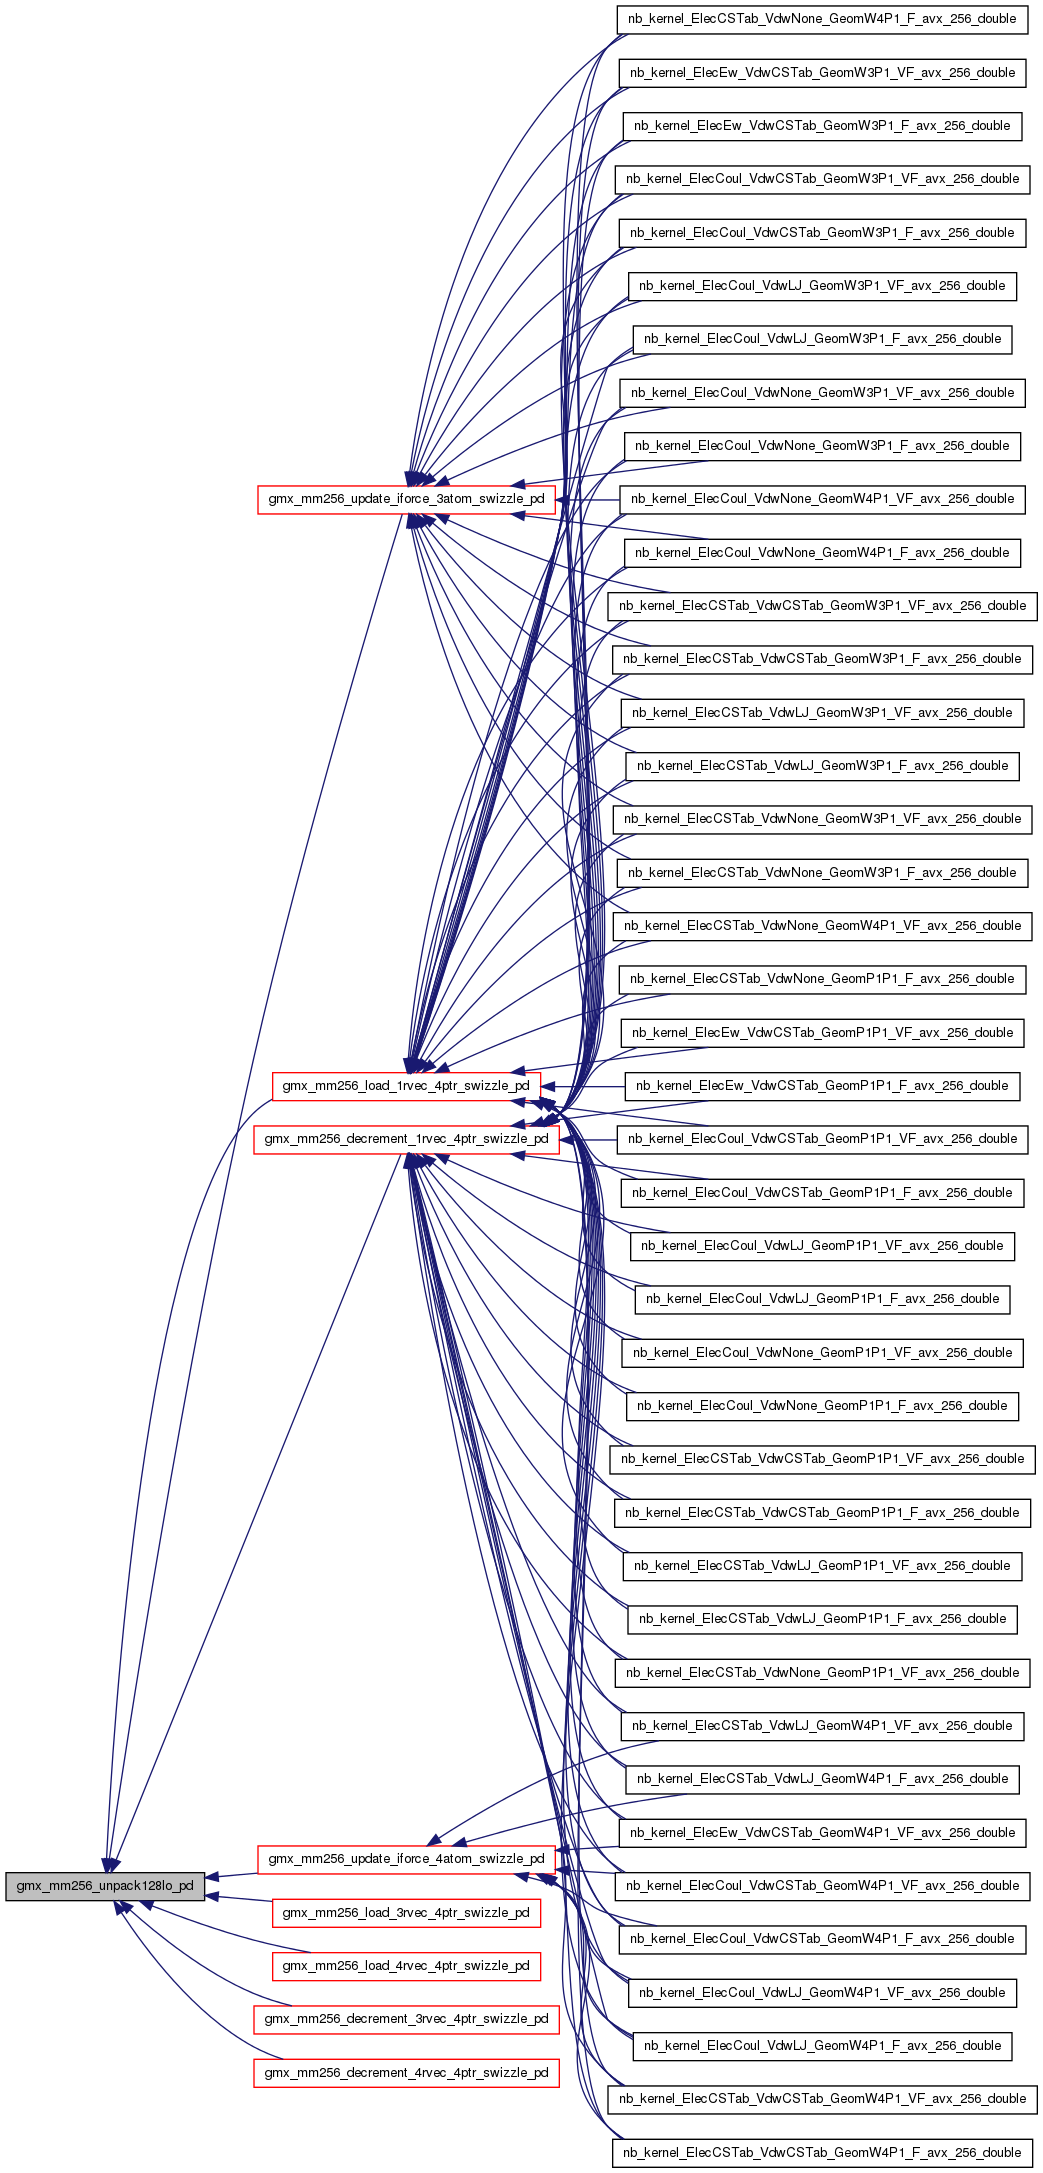 nb_kernel_ElecCSTab_VdwNone_GeomW4P1_F_avx_256_double
nb_kernel_ElecEw_VdwCSTab_GeomW3P1_VF_avx_256_double
nb_kernel_ElecEw_VdwCSTab_GeomW3P1_F_avx_256_double
nb_kernel_ElecCoul_VdwCSTab_GeomW3P1_VF_avx_256_double
nb_kernel_ElecCoul_VdwCSTab_GeomW3P1_F_avx_256_double
nb_kernel_ElecCoul_VdwLJ_GeomW3P1_VF_avx_256_double
nb_kernel_ElecCoul_VdwLJ_GeomW3P1_F_avx_256_double
nb_kernel_ElecCoul_VdwNone_GeomW3P1_VF_avx_256_double
nb_kernel_ElecCoul_VdwNone_GeomW3P1_F_avx_256_double
gmx_mm256_update_iforce_3atom_swizzle_pd
nb_kernel_ElecCoul_VdwNone_GeomW4P1_VF_avx_256_double
nb_kernel_ElecCoul_VdwNone_GeomW4P1_F_avx_256_double
nb_kernel_ElecCSTab_VdwCSTab_GeomW3P1_VF_avx_256_double
nb_kernel_ElecCSTab_VdwCSTab_GeomW3P1_F_avx_256_double
nb_kernel_ElecCSTab_VdwLJ_GeomW3P1_VF_avx_256_double
nb_kernel_ElecCSTab_VdwLJ_GeomW3P1_F_avx_256_double
nb_kernel_ElecCSTab_VdwNone_GeomW3P1_VF_avx_256_double
nb_kernel_ElecCSTab_VdwNone_GeomW3P1_F_avx_256_double
nb_kernel_ElecCSTab_VdwNone_GeomW4P1_VF_avx_256_double
nb_kernel_ElecCSTab_VdwNone_GeomP1P1_F_avx_256_double
nb_kernel_ElecEw_VdwCSTab_GeomP1P1_VF_avx_256_double
gmx_mm256_load_1rvec_4ptr_swizzle_pd
nb_kernel_ElecEw_VdwCSTab_GeomP1P1_F_avx_256_double
gmx_mm256_decrement_1rvec_4ptr_swizzle_pd
nb_kernel_ElecCoul_VdwCSTab_GeomP1P1_VF_avx_256_double
nb_kernel_ElecCoul_VdwCSTab_GeomP1P1_F_avx_256_double
nb_kernel_ElecCoul_VdwLJ_GeomP1P1_VF_avx_256_double
nb_kernel_ElecCoul_VdwLJ_GeomP1P1_F_avx_256_double
nb_kernel_ElecCoul_VdwNone_GeomP1P1_VF_avx_256_double
nb_kernel_ElecCoul_VdwNone_GeomP1P1_F_avx_256_double
nb_kernel_ElecCSTab_VdwCSTab_GeomP1P1_VF_avx_256_double
nb_kernel_ElecCSTab_VdwCSTab_GeomP1P1_F_avx_256_double
nb_kernel_ElecCSTab_VdwLJ_GeomP1P1_VF_avx_256_double
nb_kernel_ElecCSTab_VdwLJ_GeomP1P1_F_avx_256_double
nb_kernel_ElecCSTab_VdwNone_GeomP1P1_VF_avx_256_double
nb_kernel_ElecCSTab_VdwLJ_GeomW4P1_VF_avx_256_double
nb_kernel_ElecCSTab_VdwLJ_GeomW4P1_F_avx_256_double
nb_kernel_ElecEw_VdwCSTab_GeomW4P1_VF_avx_256_double
gmx_mm256_update_iforce_4atom_swizzle_pd
gmx_mm256_unpack128lo_pd
nb_kernel_ElecCoul_VdwCSTab_GeomW4P1_VF_avx_256_double
gmx_mm256_load_3rvec_4ptr_swizzle_pd
nb_kernel_ElecCoul_VdwCSTab_GeomW4P1_F_avx_256_double
gmx_mm256_load_4rvec_4ptr_swizzle_pd
nb_kernel_ElecCoul_VdwLJ_GeomW4P1_VF_avx_256_double
gmx_mm256_decrement_3rvec_4ptr_swizzle_pd
nb_kernel_ElecCoul_VdwLJ_GeomW4P1_F_avx_256_double
gmx_mm256_decrement_4rvec_4ptr_swizzle_pd
nb_kernel_ElecCSTab_VdwCSTab_GeomW4P1_VF_avx_256_double
nb_kernel_ElecCSTab_VdwCSTab_GeomW4P1_F_avx_256_double